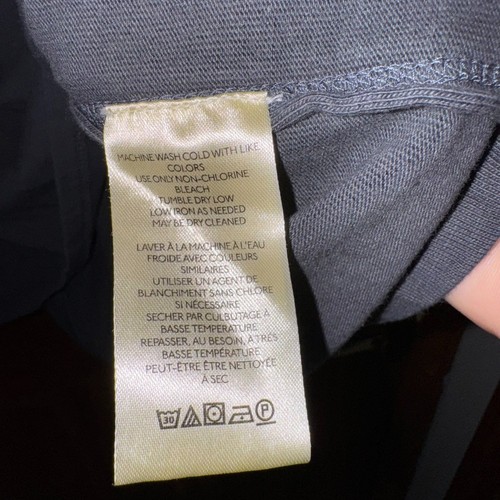 MACHINE WASH COLD WITH LIKE
COLORS
USE ONLY NON-CHLORINE
BLEACH
TUMBLE DRY LOW
LOW IRON AS NEEDED
MAY BE DRY CLEANED
LAVER À LA MACHINE À L'EAU
FROIDE AVEC COULEURS
SIMILAIRES
UTILISER UN AGENT DE
BLANCHIMENT SANS CHLORE
SI NÉCESSAIRE
SECHER PAR CULBUTAGE À
BASSE TEMPÉRATURE
REPASSER, AU BESOIN, À TRÈS
BASSE TEMPÉRATURE
PEUT-ÊTRE ÊTRE NETTOYÉE
À SEC
30 P